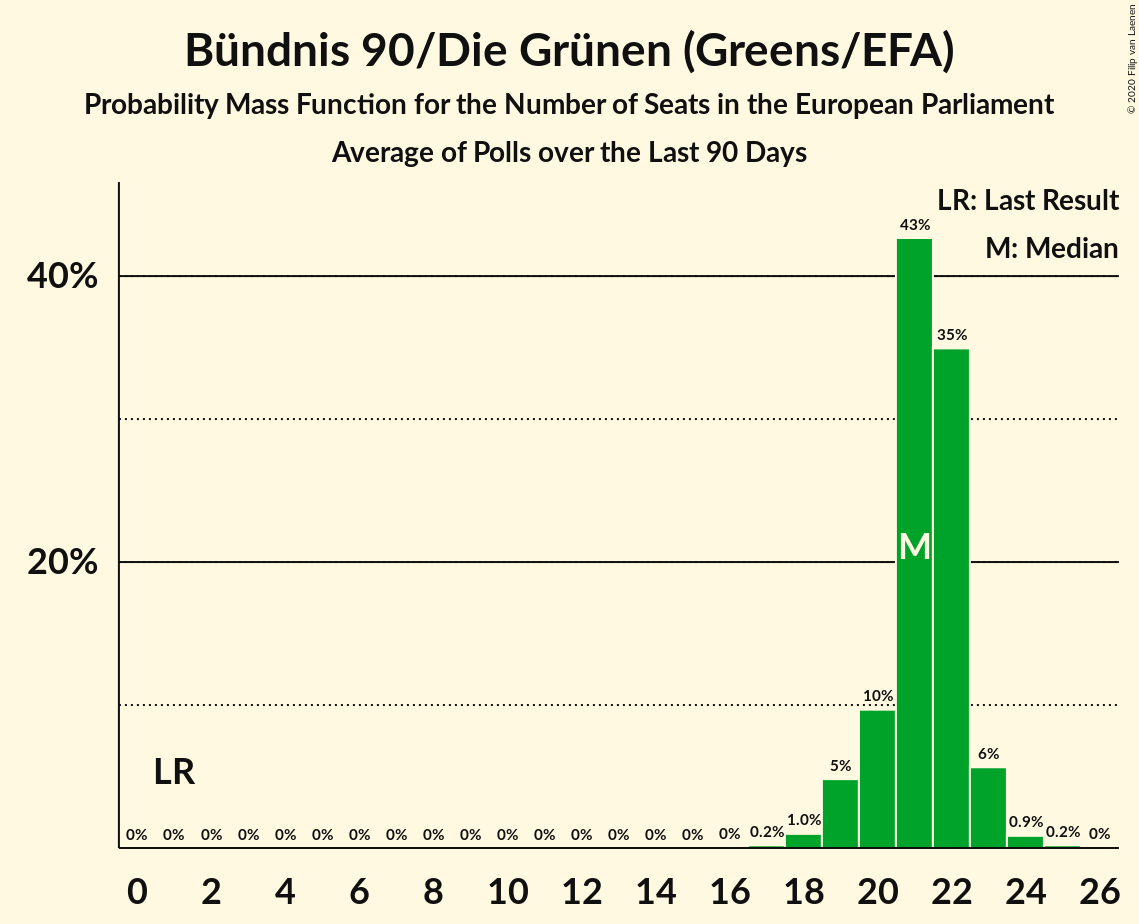 Bündnis 90/Die Grünen (Greens/EFA)
Probability Mass Function for the Number of Seats in the European Parliament
Average of Polls over the Last 90 Days
© 2020 Filip van Laenen
LR: Last Result
M: Median
40%
20%
43%
35%
M
10%
6%
5%
LR
0% 0% 0% 0% 0% 0% 0% 0% 0% 0% 0% 0% 0% 0% 0% 0% 0% 0.2% 1.0% 0.9% 0.2% 0%
0 2 4 6 8 10 12 14 16 18 20 22 24 26